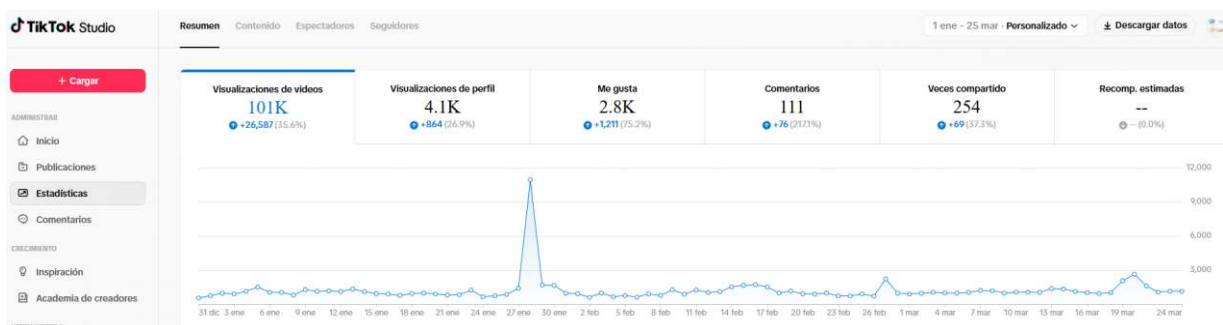 TikTok Studio
Resumen Contenido Espectadores Seguidores
1 ene - 25 mar · Personalizado
Descargar datos
+ Cargar
ADMINISTRAR
Inicio
Publicaciones
Estadísticas
Comentarios
CRECIMIENTO
Inspiración
Academia de creadores
Visualizaciones de videos
101K
+26,587 (35.6%)
Visualizaciones de perfil
4.1K
+864 (26.9%)
Me gusta
2.8K
+1,211 (75.2%)
Comentarios
111
+76 (217.1%)
Veces compartido
254
+69 (37.3%)
Recomp. estimadas
--
-- (0.0%)
12,000
9,000
6,000
3,000
31 dic 3 ene 6 ene 9 ene 12 ene 15 ene 18 ene 21 ene 24 ene 27 ene 30 ene 2 feb 5 feb 8 feb 11 feb 14 feb 17 feb 20 feb 23 feb 26 feb 1 mar 4 mar 7 mar 10 mar 13 mar 16 mar 19 mar 24 mar